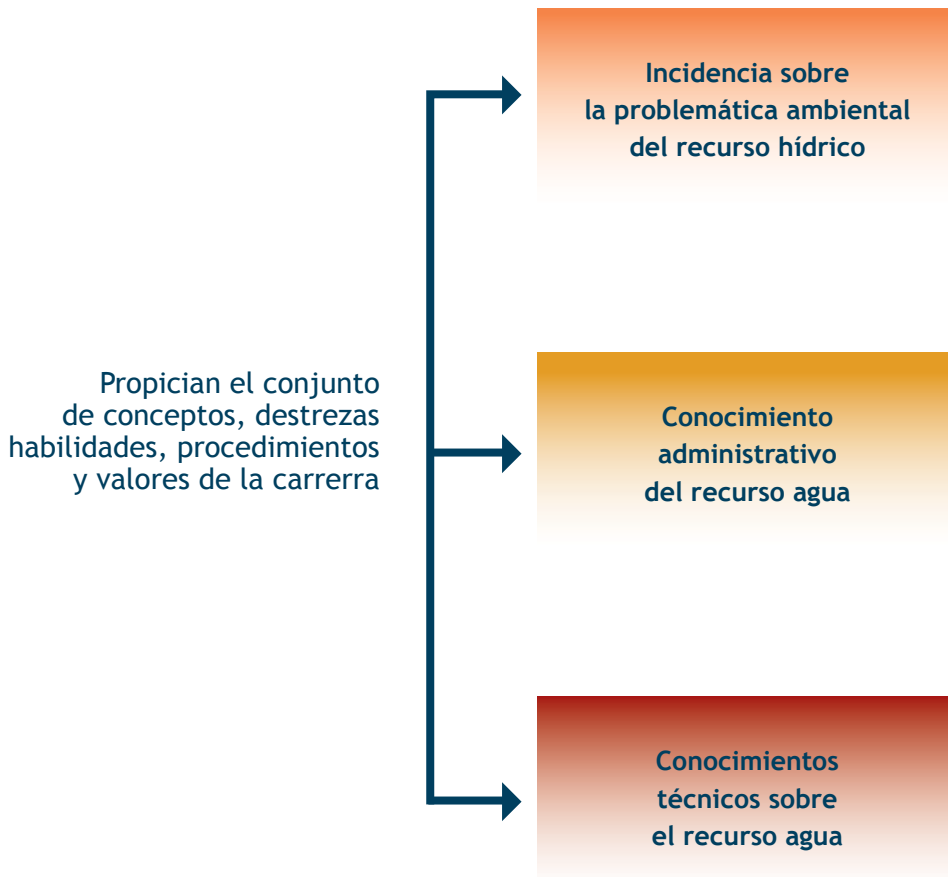 Propician el conjunto
de conceptos, destrezas
habilidades, procedimientos
y valores de la carrerra
Incidencia sobre
la problemática ambiental
del recurso hídrico
Conocimiento
administrativo
del recurso agua
Conocimientos
técnicos sobre
el recurso agua